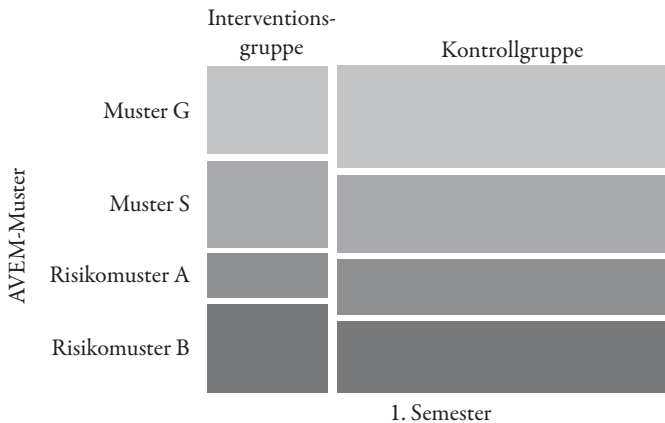 Interventions-
gruppe
Kontrollgruppe
Muster G
Muster S
Risikomuster A
Risikomuster B
AVEM-Muster
1. Semester